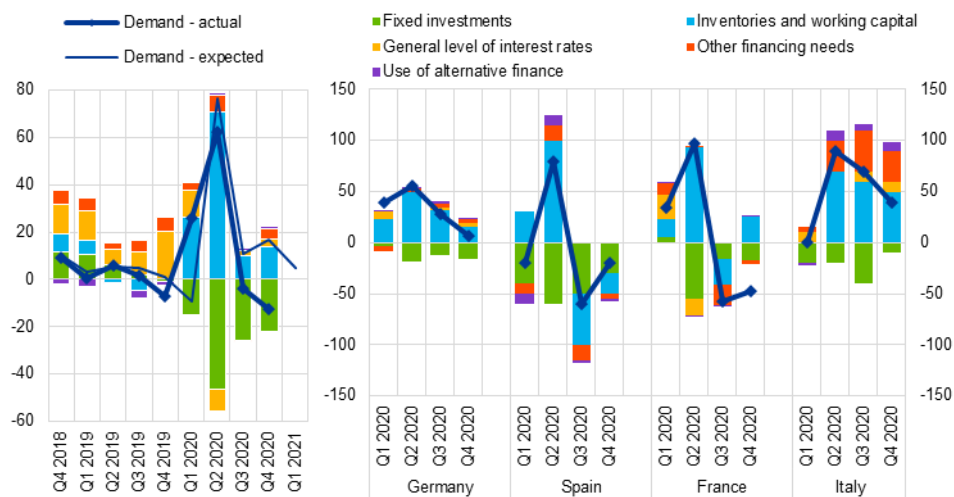 Demand - actual
Demand - expected
Fixed investments
General level of interest rates
Use of alternative finance
Inventories and working capital
Other financing needs
80
60
40
20
0
-20
-40
-60
Q4 2018
Q1 2019
Q2 2019
Q3 2019
Q4 2019
Q1 2020
Q2 2020
Q3 2020
Q4 2020
Q1 2021
150
100
50
0
-50
-100
-150
Q1 2020
Q2 2020
Q3 2020
Q4 2020
Q1 2020
Q2 2020
Q3 2020
Q4 2020
Q1 2020
Q2 2020
Q3 2020
Q4 2020
Q1 2020
Q2 2020
Q3 2020
Q4 2020
Germany
Spain
France
Italy
150
100
50
0
-50
-100
-150